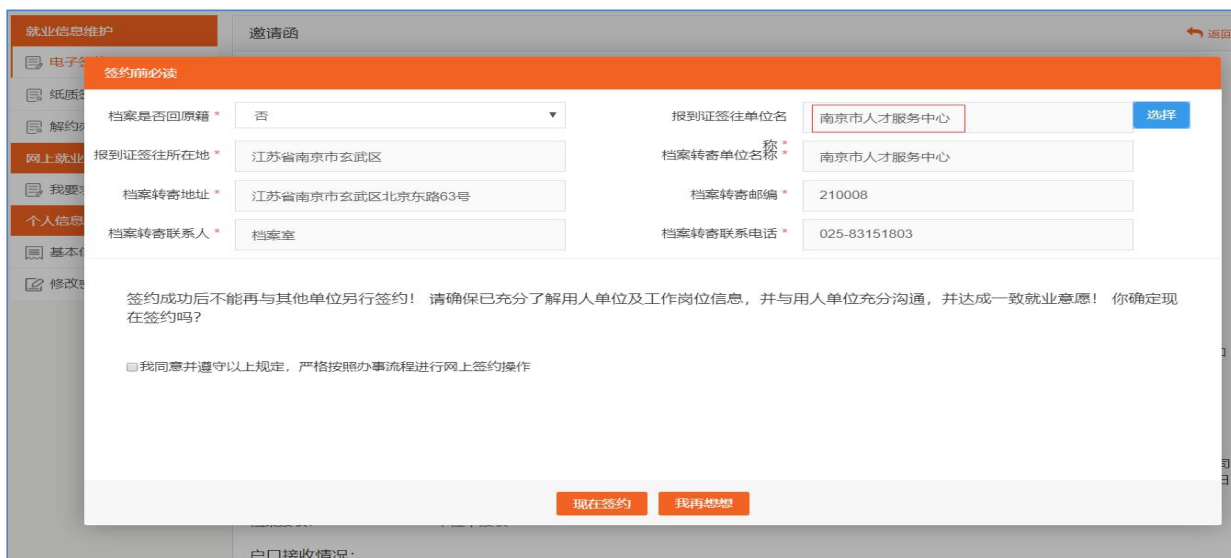 就业信息维护
邀请函
返回
电子签
签约前必读
纸质
档案是否回原籍 * 否
报到证签往单位名称 * 南京市人才服务中心 选择
解约
网上就业
报到证签往所在地 * 江苏省南京市玄武区
档案转寄单位名称 * 南京市人才服务中心
我要
档案转寄地址 * 江苏省南京市玄武区北京东路63号
档案转寄邮编 * 210008
个人信息
档案转寄联系人 * 档案室
档案转寄联系电话 * 025-83151803
基本
修改
签约成功后不能再与其他单位另行签约! 请确保已充分了解用人单位及工作岗位信息,并与用人单位充分沟通,并达成一致就业意愿! 你确定现
在签约吗?
我同意并遵守以上规定,严格按照办事流程进行网上签约操作
现在签约 我再想想
户口接收情况: